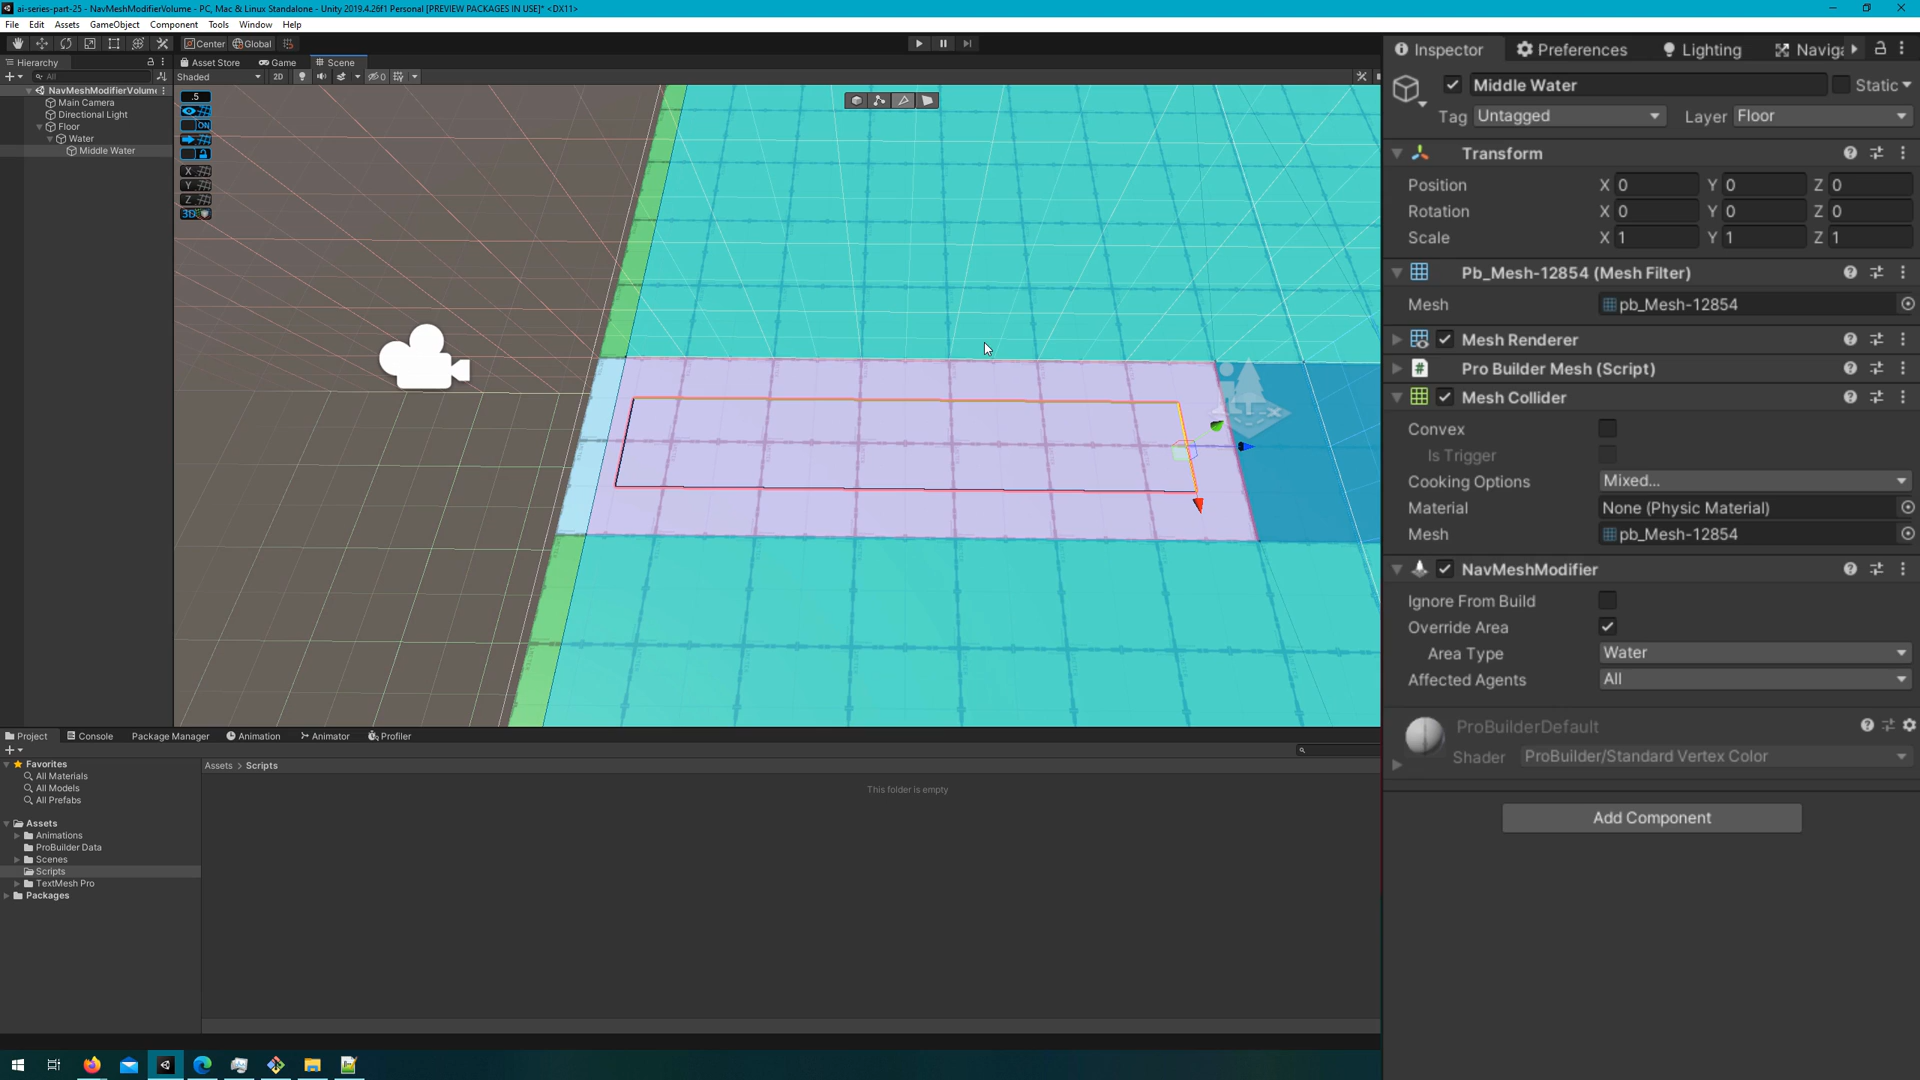 ai-series-part-25 - NavMeshModifierVolume - PC, Mac & Linux Standalone - Unity 2019.4.26f1 Personal [PREVIEW PACKAGES IN USE]* <DX11>
File Edit Assets GameObject Component Tools Window Help
Center Global
Hierarchy
Asset Store Game Scene
All
Shaded 2D 0
NavMeshModifierVolum
Main Camera
Directional Light
Floor
Water
Middle Water
.5
ON
X
Y
Z
3D
Inspector Preferences Lighting Naviga
Middle Water Static
Tag Untagged Layer Floor
Transform
Position X 0 Y 0 Z 0
Rotation X 0 Y 0 Z 0
Scale X 1 Y 1 Z 1
Pb_Mesh-12854 (Mesh Filter)
Mesh pb_Mesh-12854
Mesh Renderer
Pro Builder Mesh (Script)
Mesh Collider
Convex
Is Trigger
Cooking Options Mixed...
Material None (Physic Material)
Mesh pb_Mesh-12854
NavMeshModifier
Ignore From Build
Override Area
Area Type Water
Affected Agents All
ProBuilderDefault
Shader ProBuilder/Standard Vertex Color
Add Component
Project Console Package Manager Animation Animator Profiler
Favorites
All Materials
All Models
All Prefabs
Assets
Animations
ProBuilder Data
Scenes
Scripts
TextMesh Pro
Packages
Assets > Scripts
This folder is empty